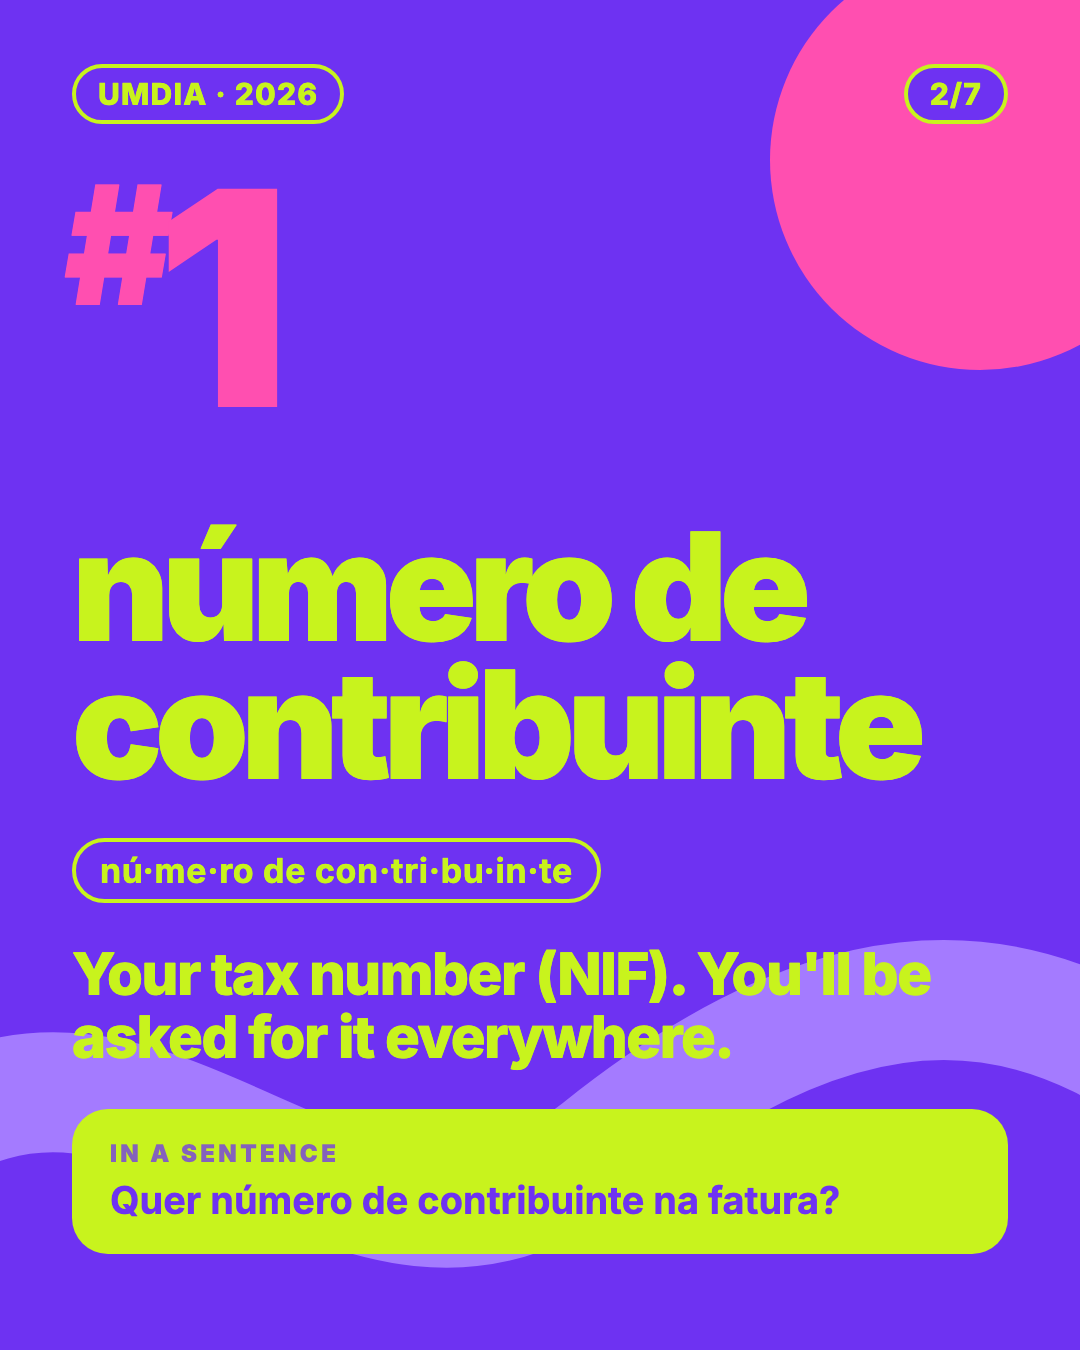 UMDIA · 2026
2/7
#1
número de
contribuinte
nú·me·ro de con·tri·bu·in·te
Your tax number (NIF). You'll be
asked for it everywhere.
IN A SENTENCE
Quer número de contribuinte na fatura?